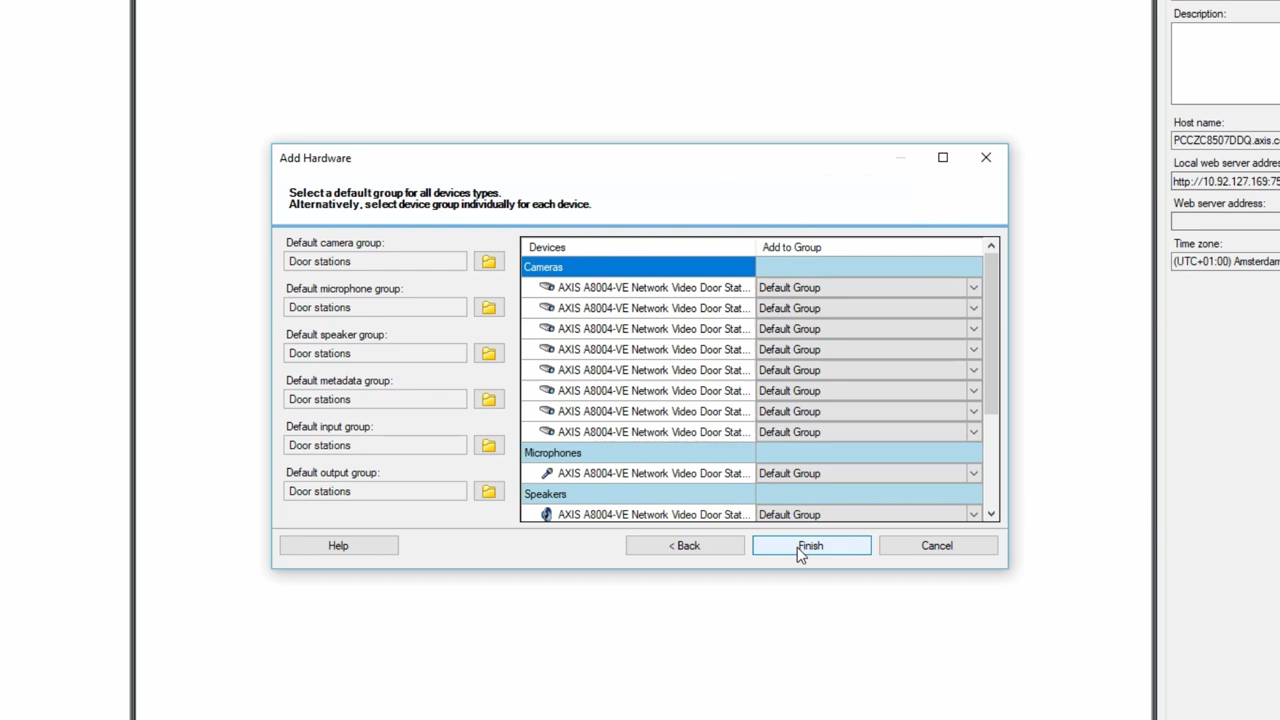 Description:
Host name:
PCCZC8507DDQ.axis.c
Local web server addres
http://10.92.127.169:75
Web server address:
Time zone:
(UTC+01:00) Amsterdam
Add Hardware
Select a default group for all devices types.
Alternatively, select device group individually for each device.
Default camera group:
Door stations
Default microphone group:
Door stations
Default speaker group:
Door stations
Default metadata group:
Door stations
Default input group:
Door stations
Default output group:
Door stations
Devices Add to Group
Cameras
AXIS A8004-VE Network Video Door Stat... Default Group
AXIS A8004-VE Network Video Door Stat... Default Group
AXIS A8004-VE Network Video Door Stat... Default Group
AXIS A8004-VE Network Video Door Stat... Default Group
AXIS A8004-VE Network Video Door Stat... Default Group
AXIS A8004-VE Network Video Door Stat... Default Group
AXIS A8004-VE Network Video Door Stat... Default Group
AXIS A8004-VE Network Video Door Stat... Default Group
Microphones
AXIS A8004-VE Network Video Door Stat... Default Group
Speakers
AXIS A8004-VE Network Video Door Stat... Default Group
Help < Back Finish Cancel